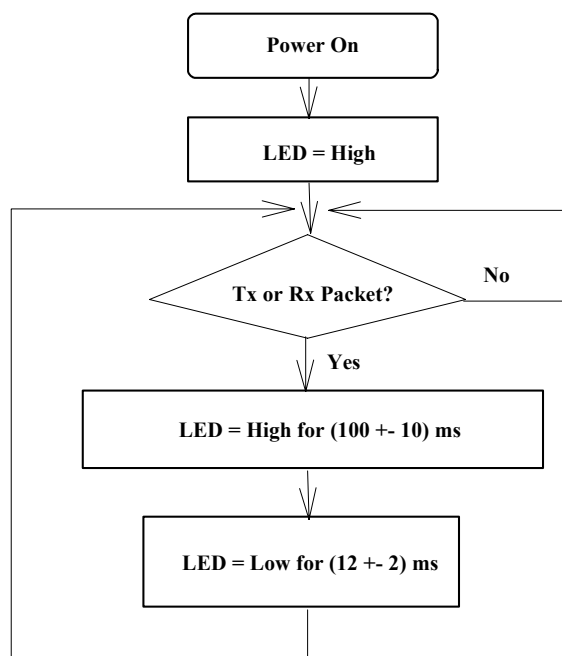 Power On
LED = High
Tx or Rx Packet?
No
Yes
LED = High for (100 +- 10) ms
LED = Low for (12 +- 2) ms